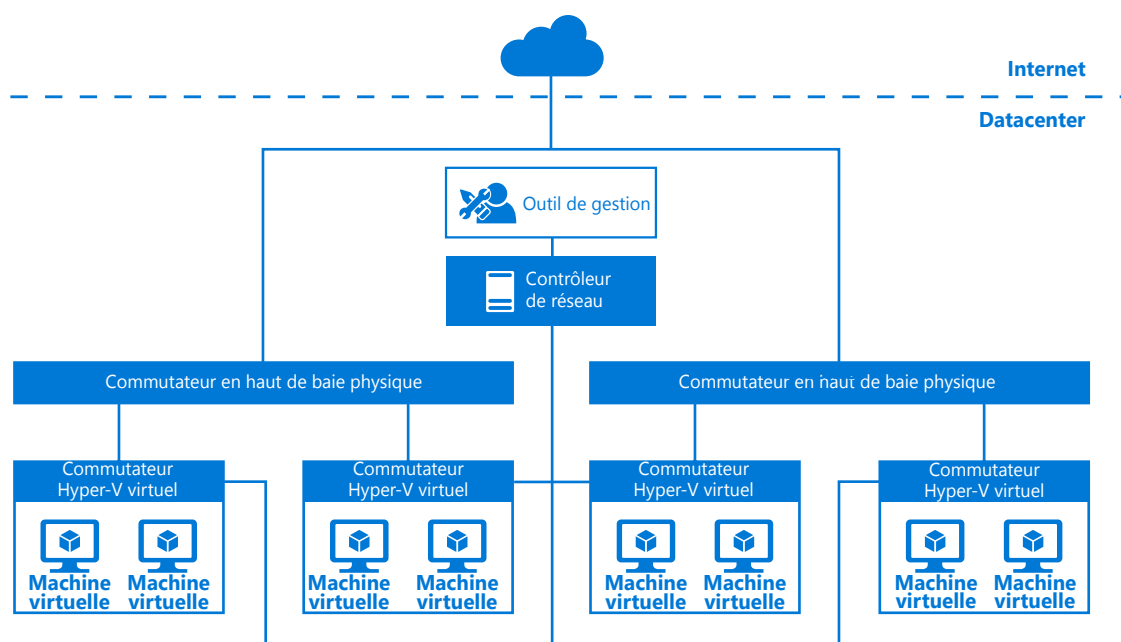 Internet
Datacenter
Outil de gestion
Contrôleur
de réseau
Commutateur en haut de baie physique
Commutateur en haut de baie physique
Commutateur
Hyper-V virtuel
Commutateur
Hyper-V virtuel
Commutateur
Hyper-V virtuel
Commutateur
Hyper-V virtuel
Machine
virtuelle
Machine
virtuelle
Machine
virtuelle
Machine
virtuelle
Machine
virtuelle
Machine
virtuelle
Machine
virtuelle
Machine
virtuelle